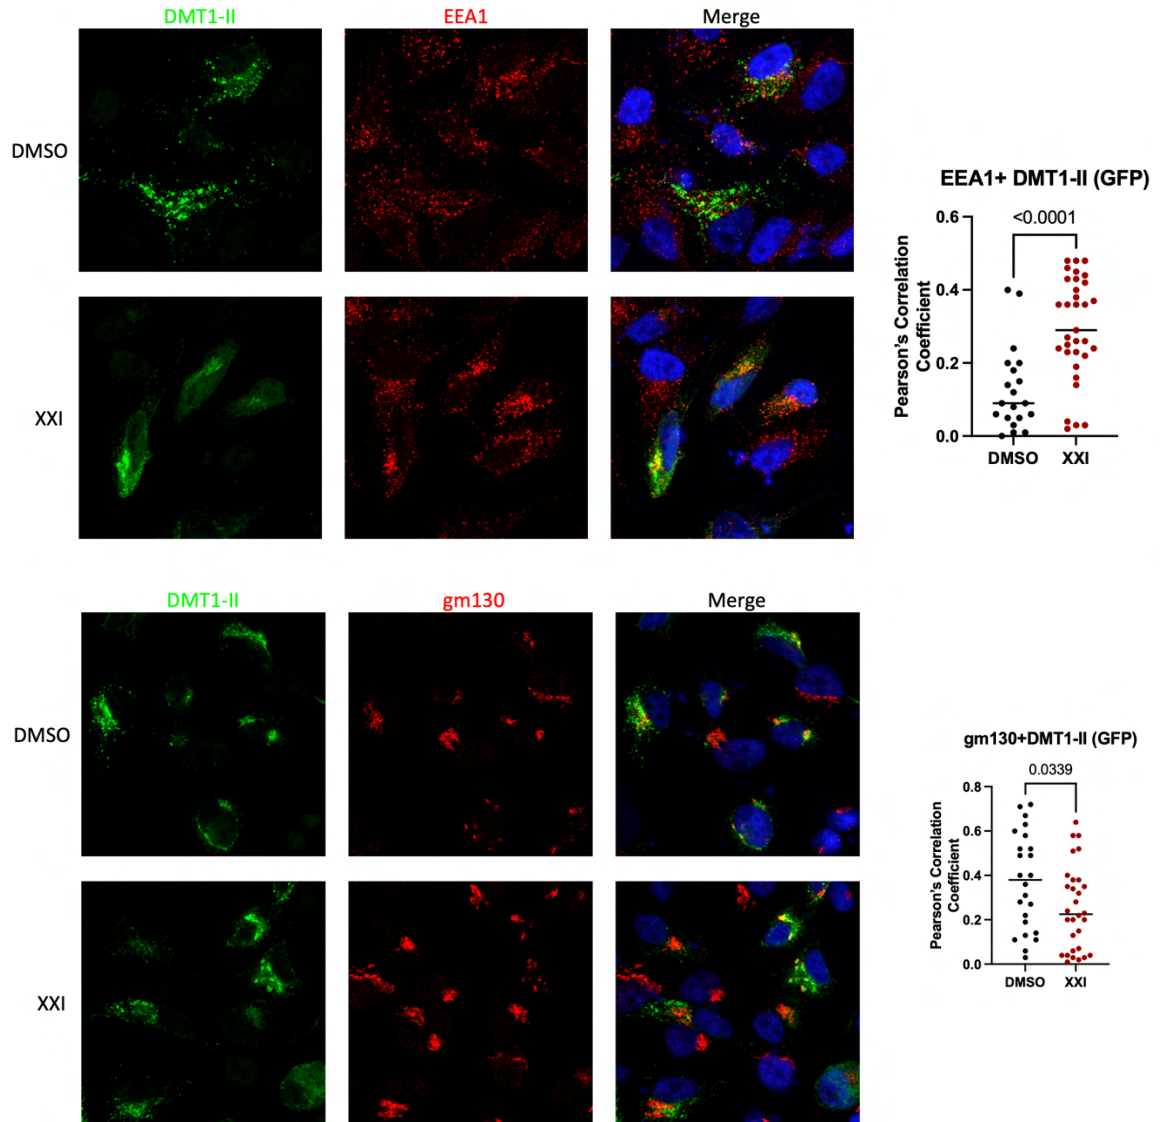 DMT1-II
EEA1
Merge
DMSO
XXI
EEA1+ DMT1-II (GFP)
<0.0001
0.6
0.4
0.2
0.0
Pearson's Correlation
Coefficient
DMSO
XXI
DMT1-II
gm130
Merge
DMSO
XXI
gm130+DMT1-II (GFP)
0.0339
0.8
0.6
0.4
0.2
0.0
Pearson's Correlation
Coefficient
DMSO
XXI